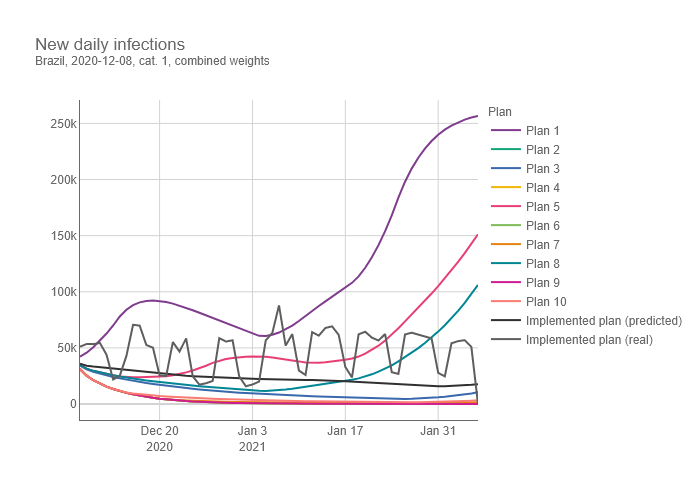 New daily infections
Brazil, 2020-12-08, cat. 1, combined weights
250k
200k
150k
100k
50k
0
Dec 20
2020
Jan 3
2021
Jan 17
Jan 31
Plan
Plan 1
Plan 2
Plan 3
Plan 4
Plan 5
Plan 6
Plan 7
Plan 8
Plan 9
Plan 10
Implemented plan (predicted)
Implemented plan (real)